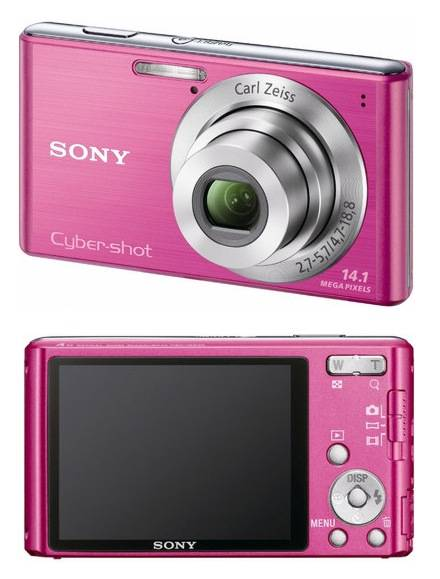 Carl Zeiss
SONY
Cyber-shot
2,7-5,7/4,7-18,8
14.1
MEGA PIXELS
W T
DISP
MENU
SONY